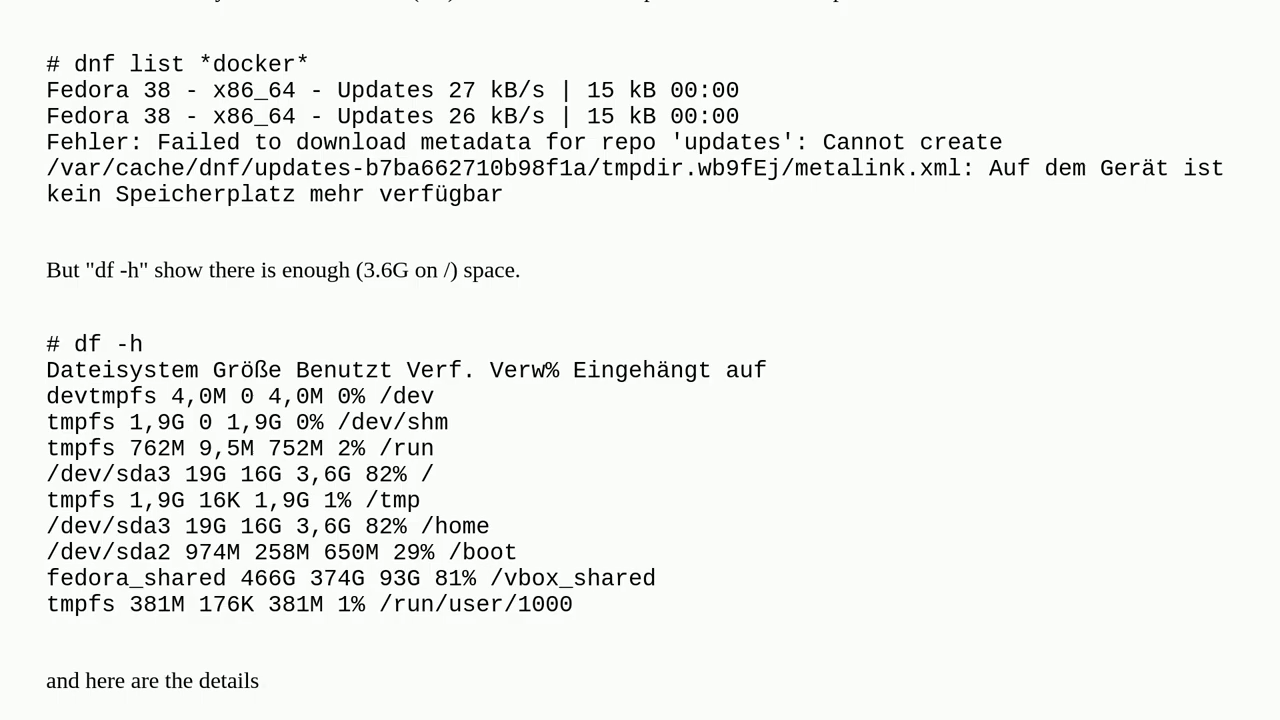 # dnf list *docker*
Fedora 38 - x86_64 - Updates 27 kB/s | 15 kB 00:00
Fedora 38 - x86_64 - Updates 26 kB/s | 15 kB 00:00
Fehler: Failed to download metadata for repo 'updates': Cannot create
/var/cache/dnf/updates-b7ba662710b98f1a/tmpdir.wb9fEj/metalink.xml: Auf dem Gerät ist
kein Speicherplatz mehr verfügbar
But "df -h" show there is enough (3.6G on /) space.
# df -h
Dateisystem Größe Benutzt Verf. Verw% Eingehängt auf
devtmpfs 4,0M 0 4,0M 0% /dev
tmpfs 1,9G 0 1,9G 0% /dev/shm
tmpfs 762M 9,5M 752M 2% /run
/dev/sda3 19G 16G 3,6G 82% /
tmpfs 1,9G 16K 1,9G 1% /tmp
/dev/sda3 19G 16G 3,6G 82% /home
/dev/sda2 974M 258M 650M 29% /boot
fedora_shared 466G 374G 93G 81% /vbox_shared
tmpfs 381M 176K 381M 1% /run/user/1000
and here are the details